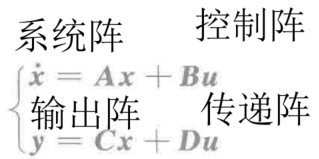 系统阵 控制阵
ẋ = Ax + Bu
输出阵 传递阵
y = Cx + Du